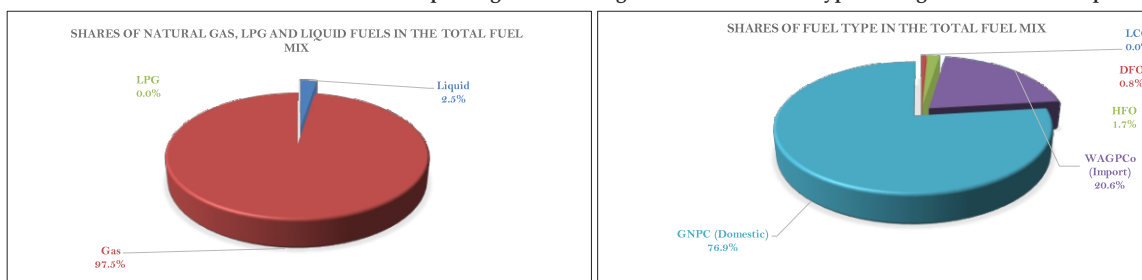 SHARES OF NATURAL GAS, LPG AND LIQUID FUELS IN THE TOTAL FUEL
MIX
LPG
0.0%
Liquid
2.5%
Gas
97.5%
SHARES OF FUEL TYPE IN THE TOTAL FUEL MIX
0.0%
DFO
0.8%
HFO
1.7%
WAGPCo
(Import)
20.6%
GNPC (Domestic)
76.9%